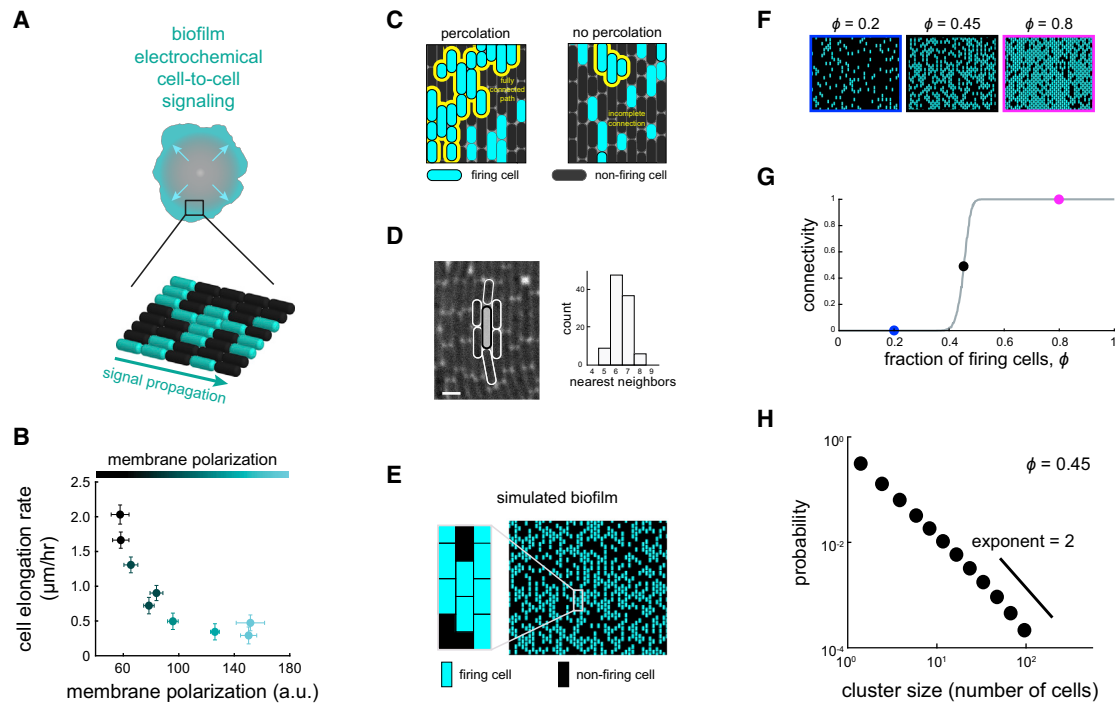 A
biofilm
electrochemical
cell-to-cell
signaling
signal propagation
B
membrane polarization
cell elongation rate
(µm/hr)
2.5
2.0
1.5
1.0
0.5
0
60
100
140
180
membrane polarization (a.u.)
C
percolation
no percolation
fully
connected
path
incomplete
connection
firing cell
non-firing cell
D
count
40
20
0
4 5 6 7 8 9
nearest neighbors
E
simulated biofilm
firing cell
non-firing cell
F
ϕ = 0.2
ϕ = 0.45
ϕ = 0.8
G
connectivity
1
0.8
0.6
0.4
0.2
0
0 0.2 0.4 0.6 0.8 1
fraction of firing cells, ϕ
H
probability
10⁰
10⁻²
10⁻⁴
ϕ = 0.45
exponent = 2
10⁰ 10¹ 10²
cluster size (number of cells)